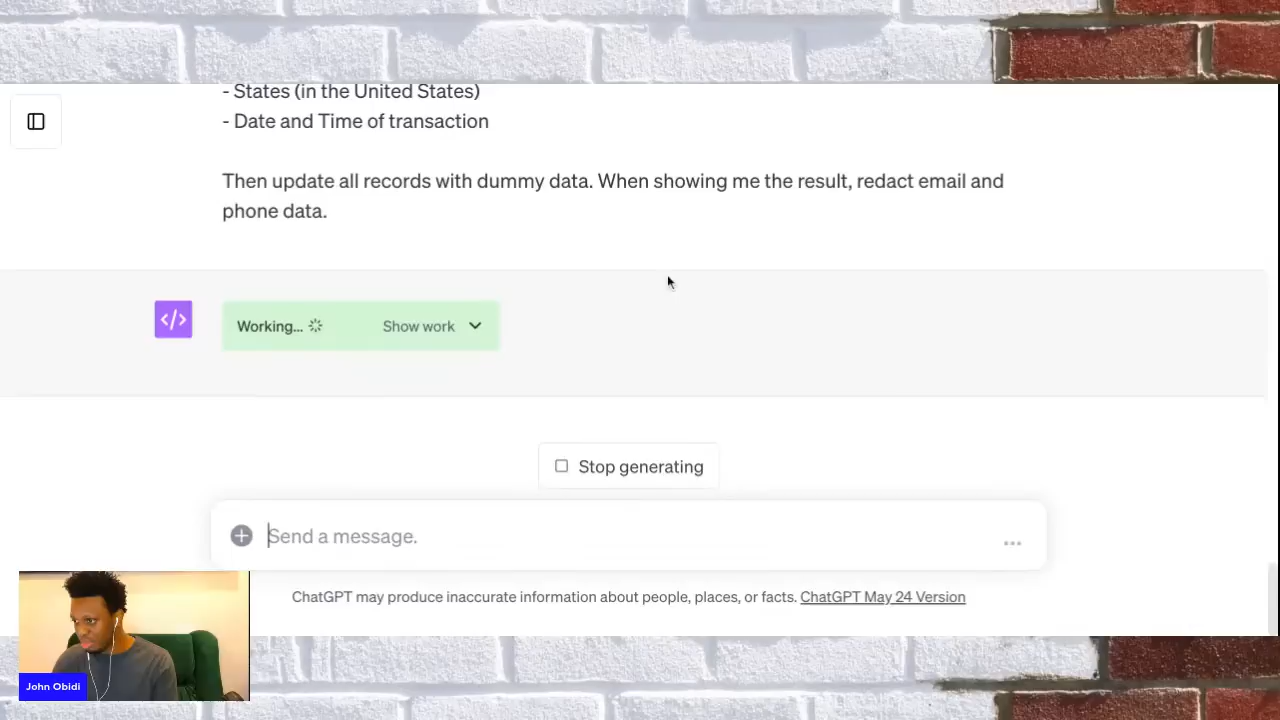 - States (in the United States)
- Date and Time of transaction
Then update all records with dummy data. When showing me the result, redact email and
phone data.
</>
Working... Show work
Stop generating
Send a message.
...
ChatGPT may produce inaccurate information about people, places, or facts. ChatGPT May 24 Version
John Obidi